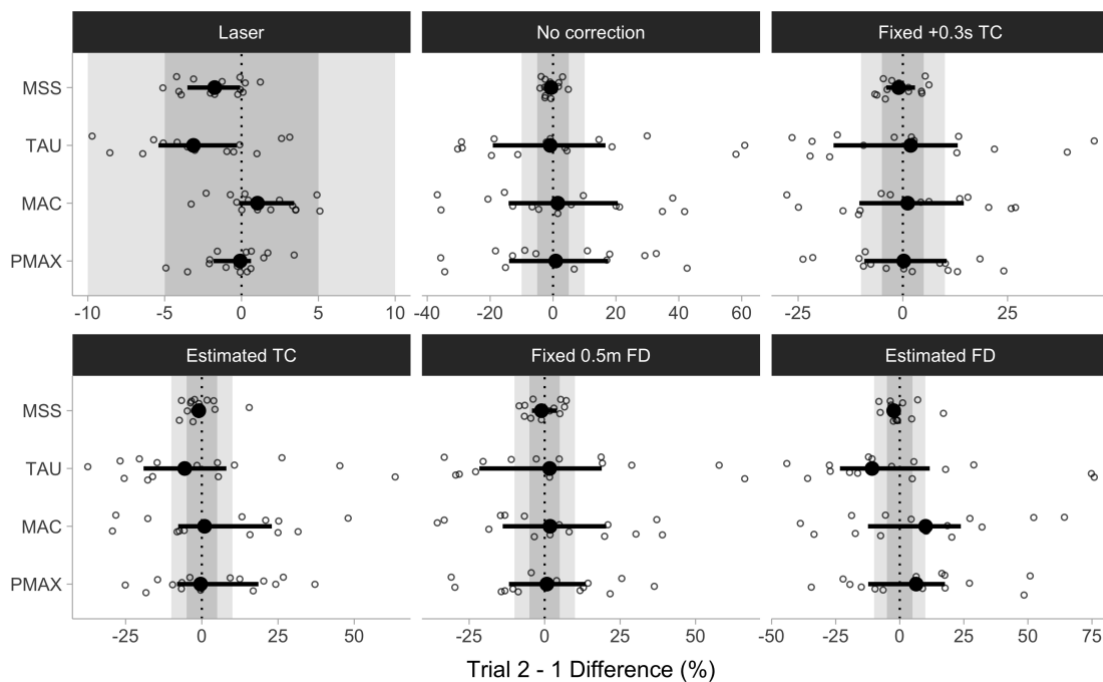 Laser
No correction
Fixed +0.3s TC
MSS
TAU
MAC
PMAX
-10 -5 0 5 10
-40 -20 0 20 40 60
-25 0 25
Estimated TC
Fixed 0.5m FD
Estimated FD
MSS
TAU
MAC
PMAX
-25 0 25 50
-25 0 25 50
-50 -25 0 25 50 75
Trial 2 - 1 Difference (%)